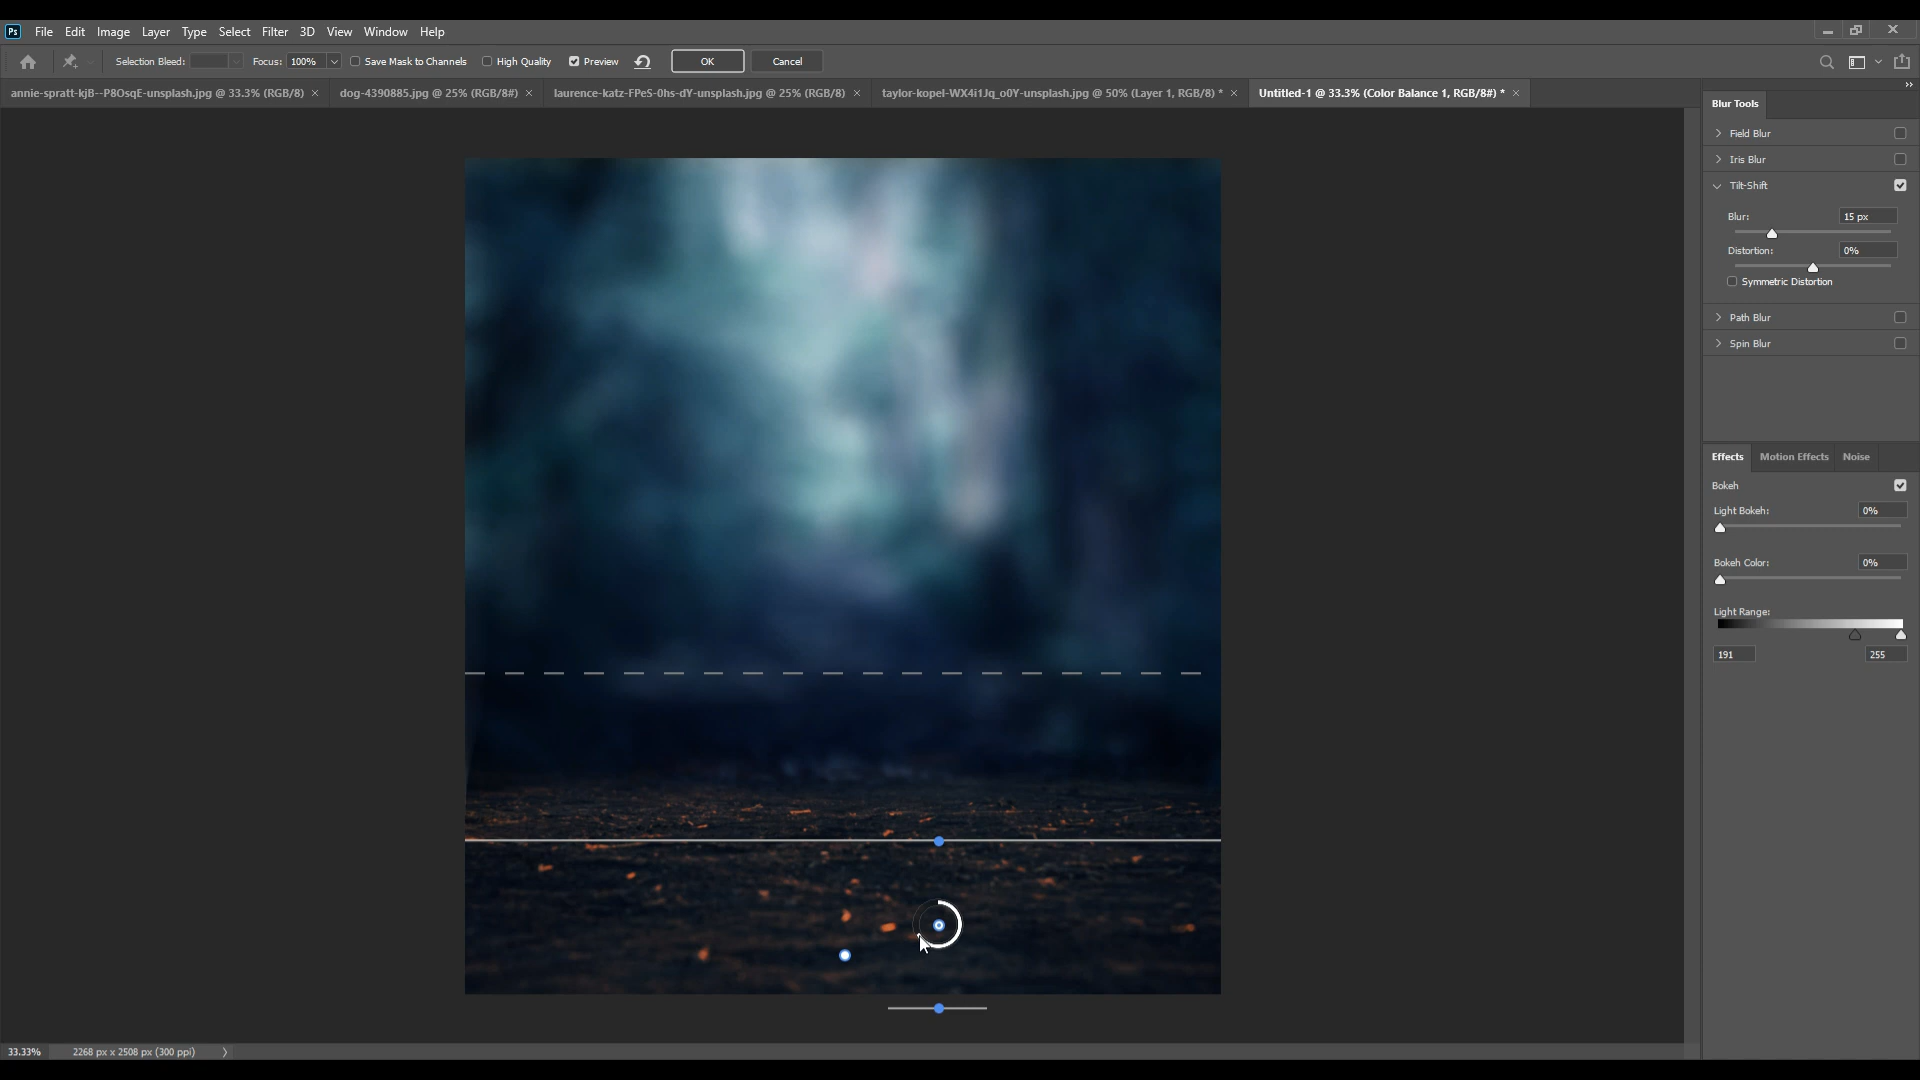 Ps File Edit Image Layer Type Select Filter 3D View Window Help
Selection Bleed: Focus: 100% Save Mask to Channels High Quality Preview OK Cancel
annie-spratt-kjB--P8OsqE-unsplash.jpg @ 33.3% (RGB/8) × dog-4390885.jpg @ 25% (RGB/8#) × laurence-katz-FPeS-0hs-dY-unsplash.jpg @ 25% (RGB/8) × taylor-kopel-WX4i1Jq_o0Y-unsplash.jpg @ 50% (Layer 1, RGB/8) * × Untitled-1 @ 33.3% (Color Balance 1, RGB/8#) * ×
Blur Tools
Field Blur
Iris Blur
Tilt-Shift
Blur: 15 px
Distortion: 0%
Symmetric Distortion
Path Blur
Spin Blur
Effects Motion Effects Noise
Bokeh
Light Bokeh: 0%
Bokeh Color: 0%
Light Range:
191 255
33.33% 2268 px x 2508 px (300 ppi)